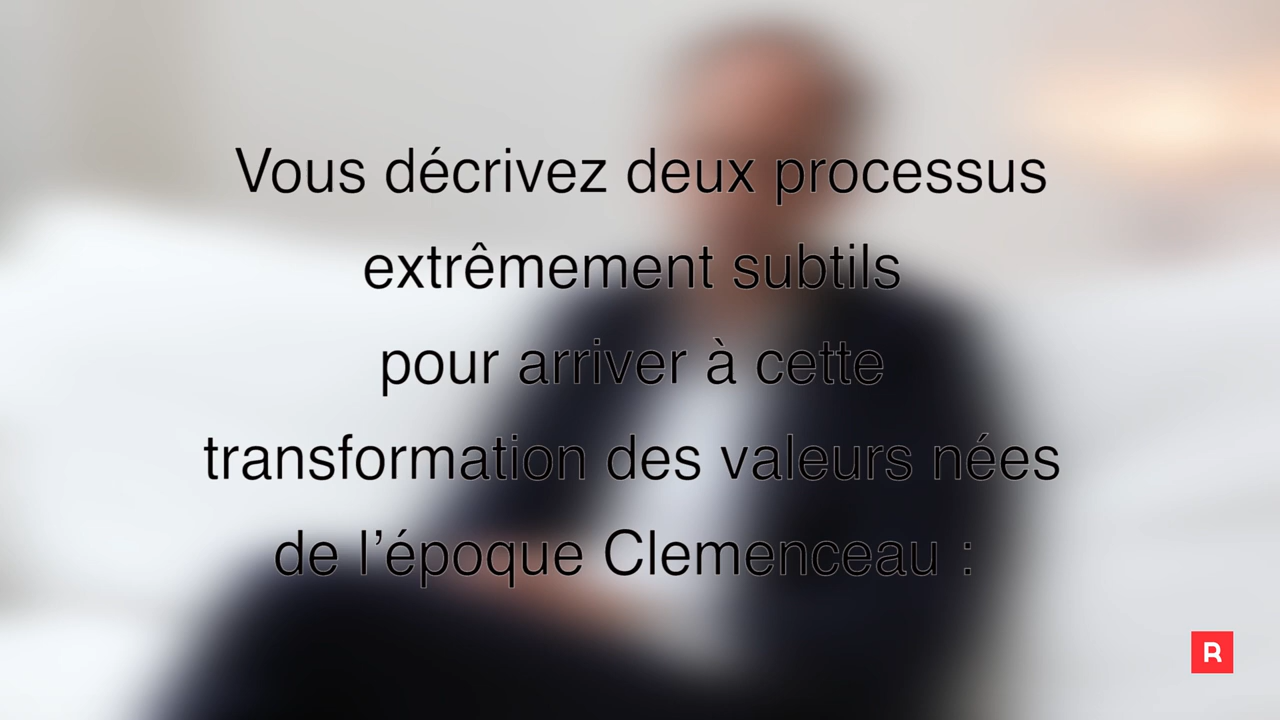 Vous décrivez deux processus
extrêmement subtils
pour arriver à cette
transformation des valeurs nées
de l’époque Clemenceau :
R